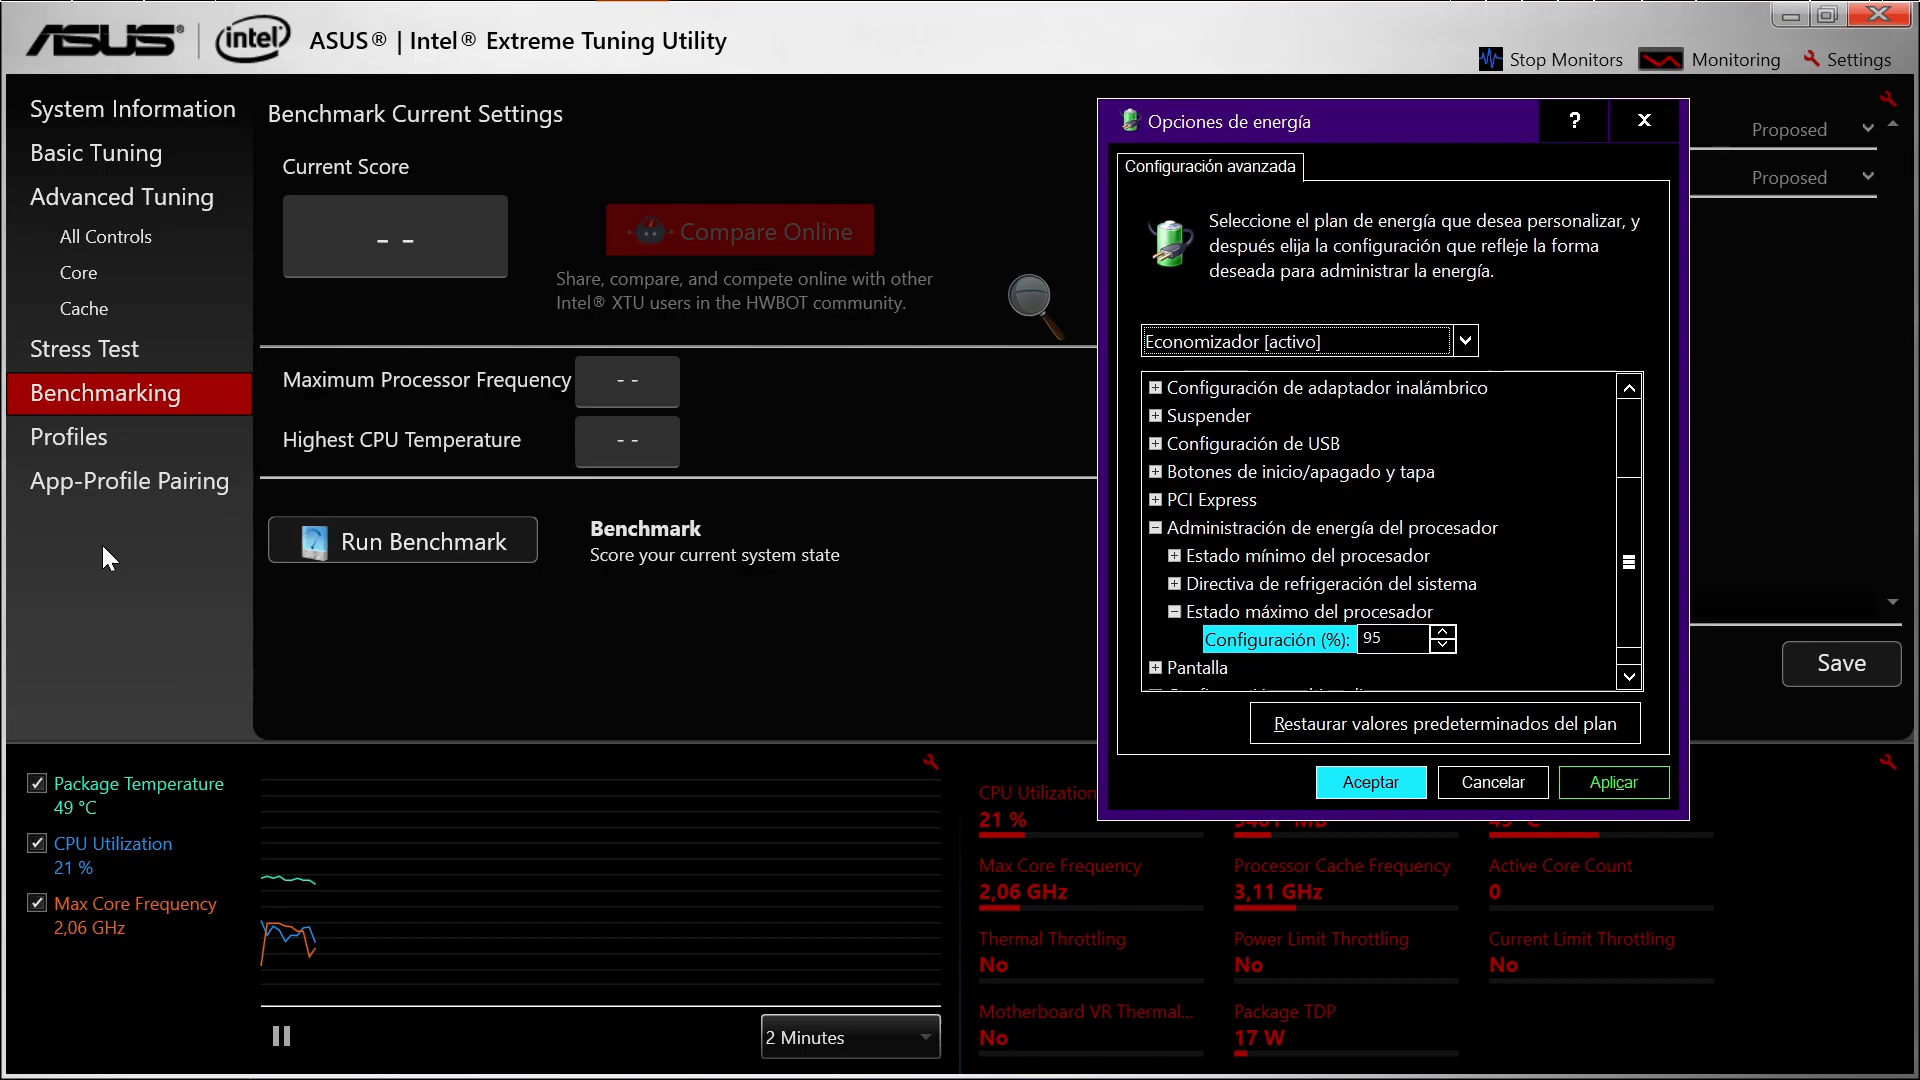 ASUS intel ASUS® | Intel® Extreme Tuning Utility
Stop Monitors Monitoring Settings
System Information
Basic Tuning
Advanced Tuning
All Controls
Core
Cache
Stress Test
Benchmarking
Profiles
App-Profile Pairing
Benchmark Current Settings
Current Score
- -
Compare Online
Share, compare, and compete online with other
Intel® XTU users in the HWBOT community.
Maximum Processor Frequency - -
Highest CPU Temperature - -
Run Benchmark
Benchmark
Score your current system state
Opciones de energía ?
Configuración avanzada
Seleccione el plan de energía que desea personalizar, y
después elija la configuración que refleje la forma
deseada para administrar la energía.
Economizador [activo]
Configuración de adaptador inalámbrico
Suspender
Configuración de USB
Botones de inicio/apagado y tapa
PCI Express
Administración de energía del procesador
Estado mínimo del procesador
Directiva de refrigeración del sistema
Estado máximo del procesador
Configuración (%): 95
Pantalla
Restaurar valores predeterminados del plan
Aceptar Cancelar Aplicar
Proposed
Proposed
Save
Package Temperature
49 °C
CPU Utilization
21 %
Max Core Frequency
2,06 GHz
2 Minutes
CPU Utilization
21 %
Max Core Frequency Processor Cache Frequency Active Core Count
2,06 GHz 3,11 GHz 0
Thermal Throttling Power Limit Throttling Current Limit Throttling
No No No
Motherboard VR Thermal... Package TDP
No 17 W